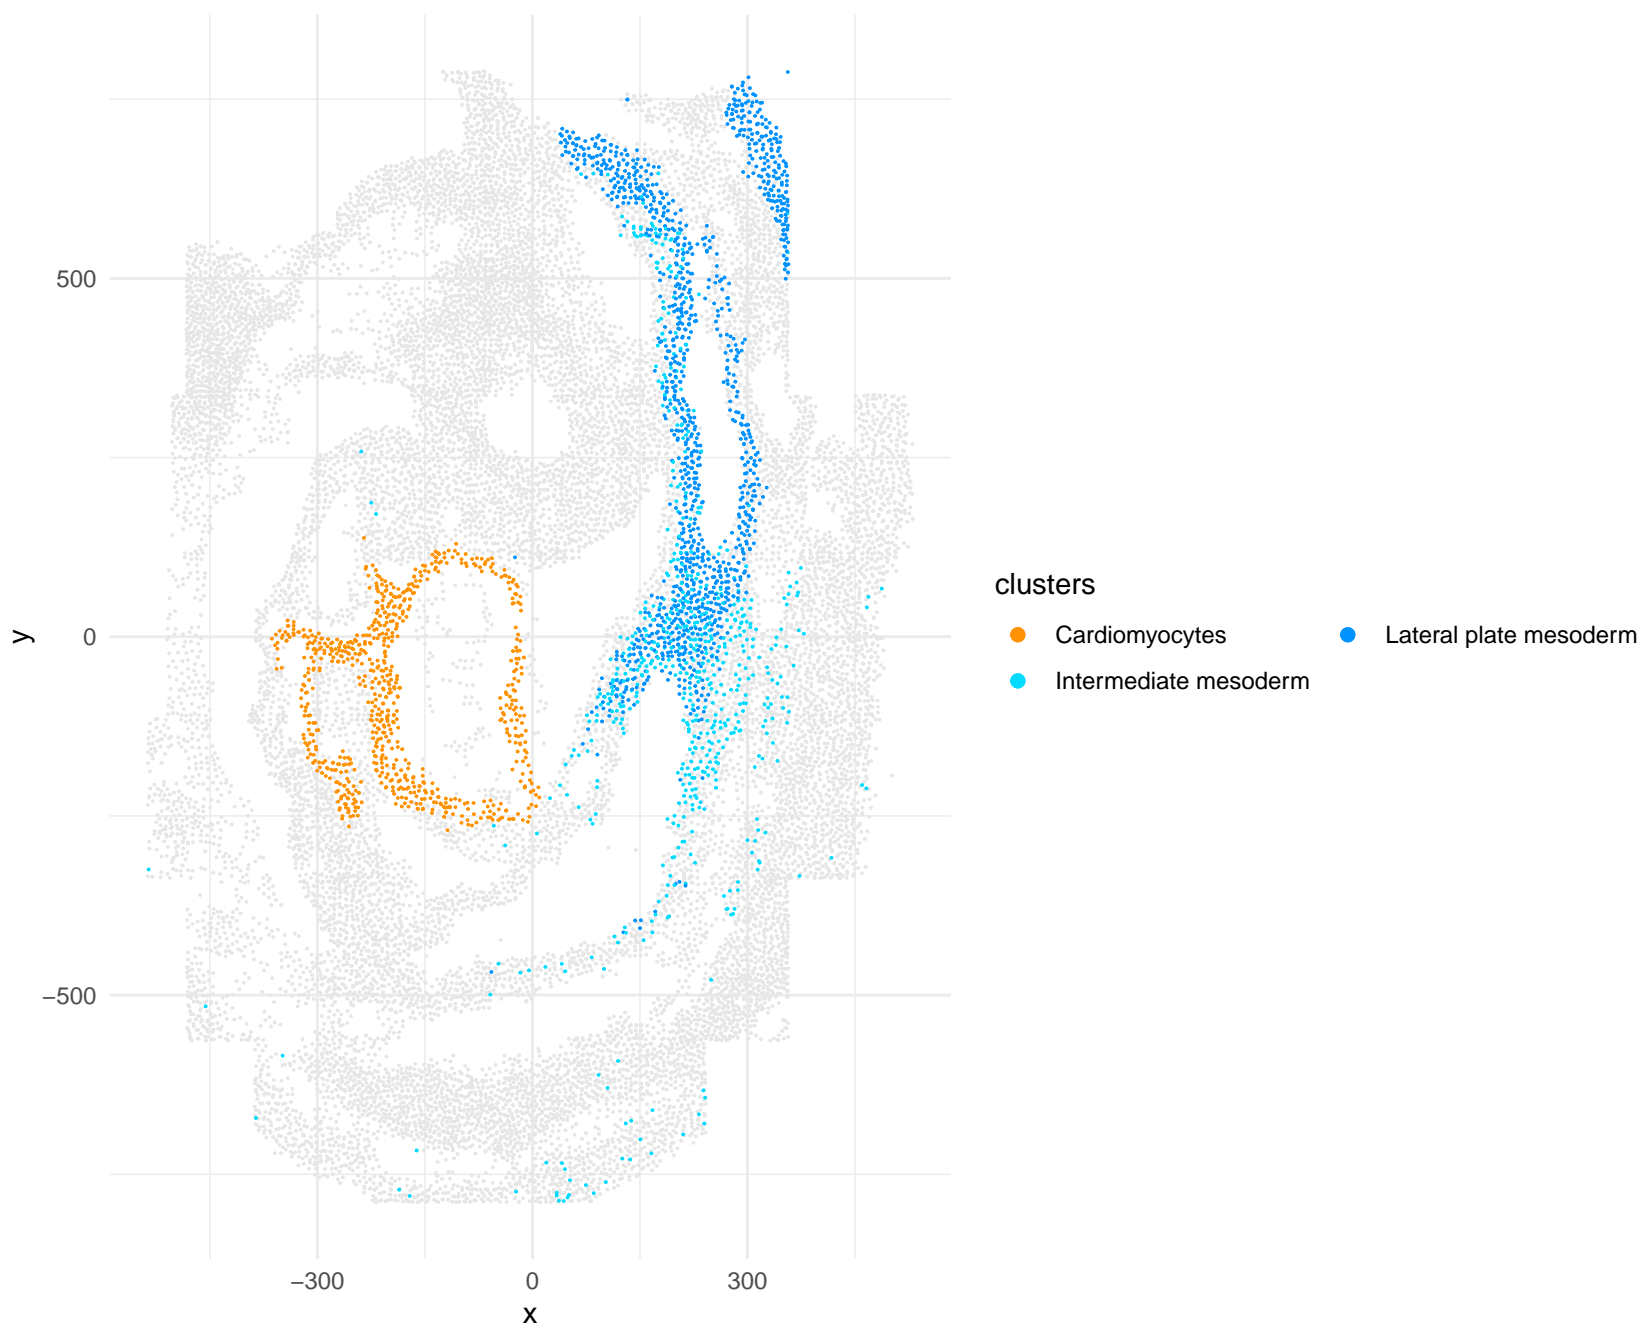 500
0
−500
y
−300 0 300
x
clusters
Cardiomyocytes Lateral plate mesoderm
Intermediate mesoderm